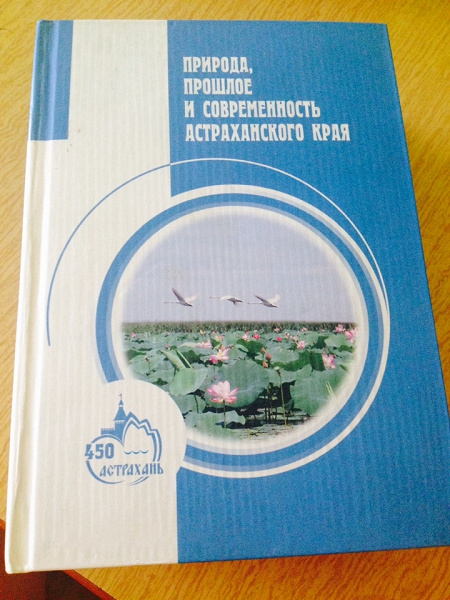 ПРИРОДА,
ПРОШЛОЕ
И СОВРЕМЕННОСТЬ
АСТРАХАНСКОГО КРАЯ
450
АСТРАХАНЬ